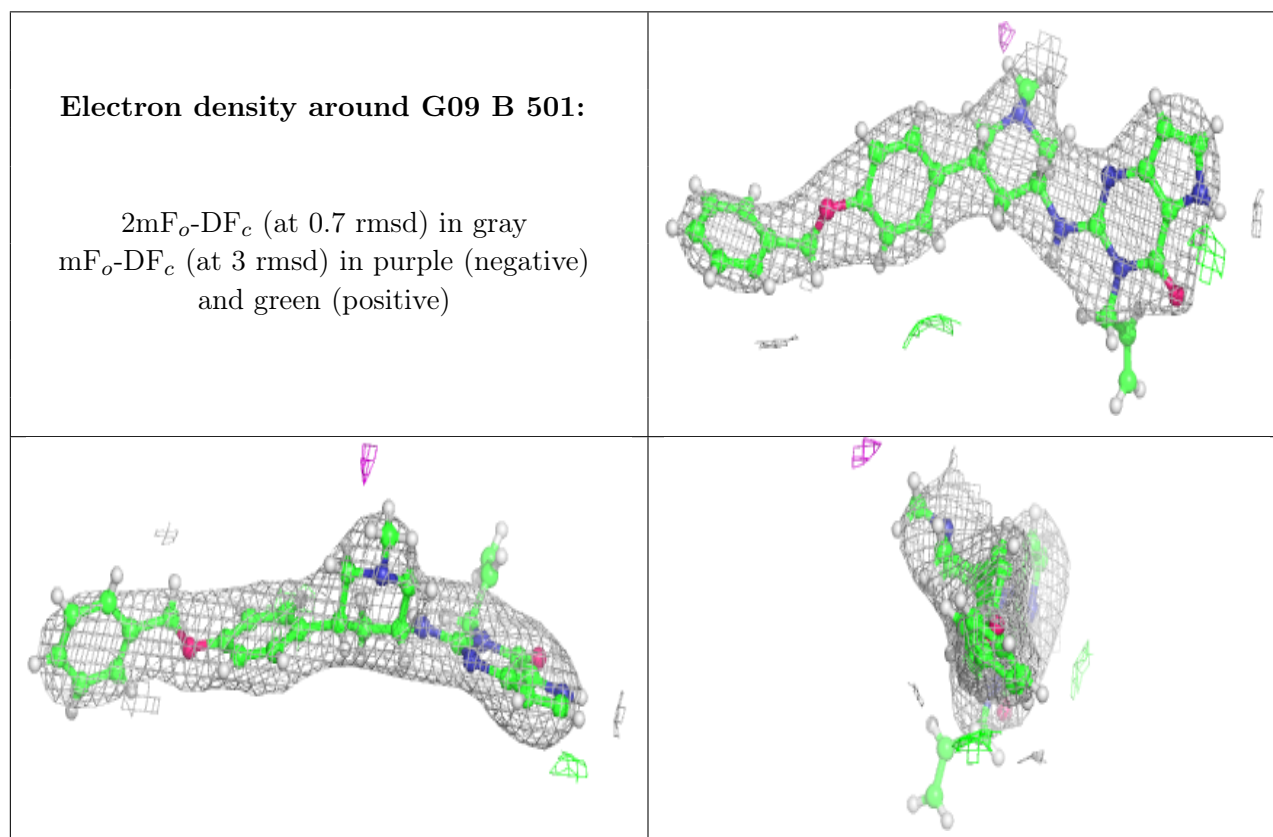 Electron density around G09 B 501:
2mFo-DFc (at 0.7 rmsd) in gray
mFo-DFc (at 3 rmsd) in purple (negative)
and green (positive)